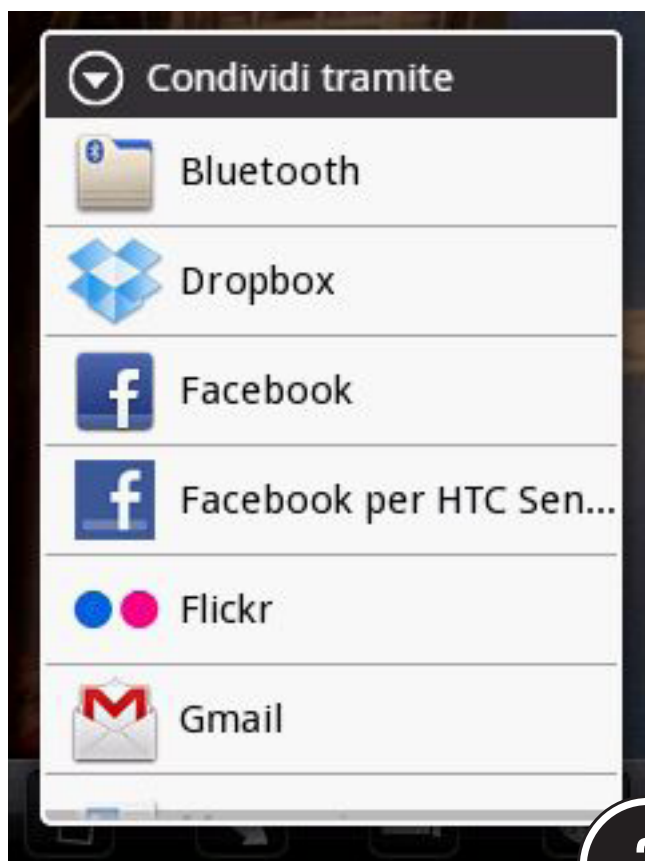 Condividi tramite
Bluetooth
Dropbox
Facebook
Facebook per HTC Sen...
Flickr
Gmail